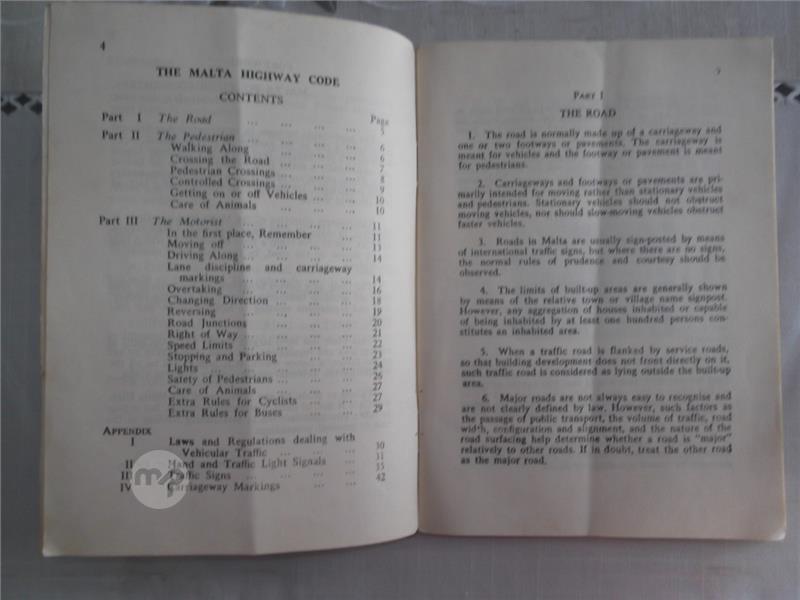 4
THE MALTA HIGHWAY CODE
CONTENTS
Page
Part I The Road ... ... ... ... 5
Part II The Pedestrian ... ... ... ...
Walking Along ... ... ... 6
Crossing the Road ... ... ... 6
Pedestrian Crossings ... ... ... 7
Controlled Crossings ... ... ... 8
Getting on or off Vehicles ... ... 9
Care of Animals ... ... ... 10
10
Part III The Motorist ... ... ... ... 11
In the first place, Remember ... 11
Moving off ... ... ... ... 13
Driving Along ... ... ... 14
Lane discipline and carriageway
markings ... ... ... ... 14
Overtaking ... ... ... ... 16
Changing Direction ... ... ... 18
Reversing ... ... ... ... 19
Road Junctions ... ... ... 20
Right of Way ... ... ... 21
Speed Limits ... ... ... 22
Stopping and Parking ... ... 23
Lights ... ... ... ... 24
Safety of Pedestrians ... ... ... 26
Care of Animals ... ... ... 27
Extra Rules for Cyclists ... ... 27
Extra Rules for Buses ... ... 29
APPENDIX
I Laws and Regulations dealing with
Vehicular Traffic ... ... ... 30
II Hand and Traffic Light Signals ... 31
III Traffic Signs ... ... ... 35
IV Carriageway Markings ... ... 42
mp
PART I
THE ROAD
1. The road is normally made up of a carriageway and
one or two footways or pavements. The carriageway is
meant for vehicles and the footway or pavement is meant
for pedestrians.
2. Carriageways and footways or pavements are pri-
marily intended for moving rather than stationary vehicles
and pedestrians. Stationary vehicles should not obstruct
moving vehicles, nor should slow-moving vehicles obstruct
faster vehicles.
3. Roads in Malta are usually sign-posted by means
of international traffic signs, but where there are no signs,
the normal rules of prudence and courtesy should be
observed.
4. The limits of built-up areas are generally shown
by means of the relative town or village name signpost.
However, any aggregation of houses inhabited or capable
of being inhabited by at least one hundred persons cons-
titutes an inhabited area.
5. When a traffic road is flanked by service roads,
so that building development does not front directly on it,
such traffic road is considered as lying outside the built-up
area.
6. Major roads are not always easy to recognise and
are not clearly defined by law. However, such factors as
the passage of public transport, the volume of traffic, road
width, configuration and alignment, and the nature of the
road surfacing help determine whether a road is "major"
relatively to other roads. If in doubt, treat the other road
as the major road.